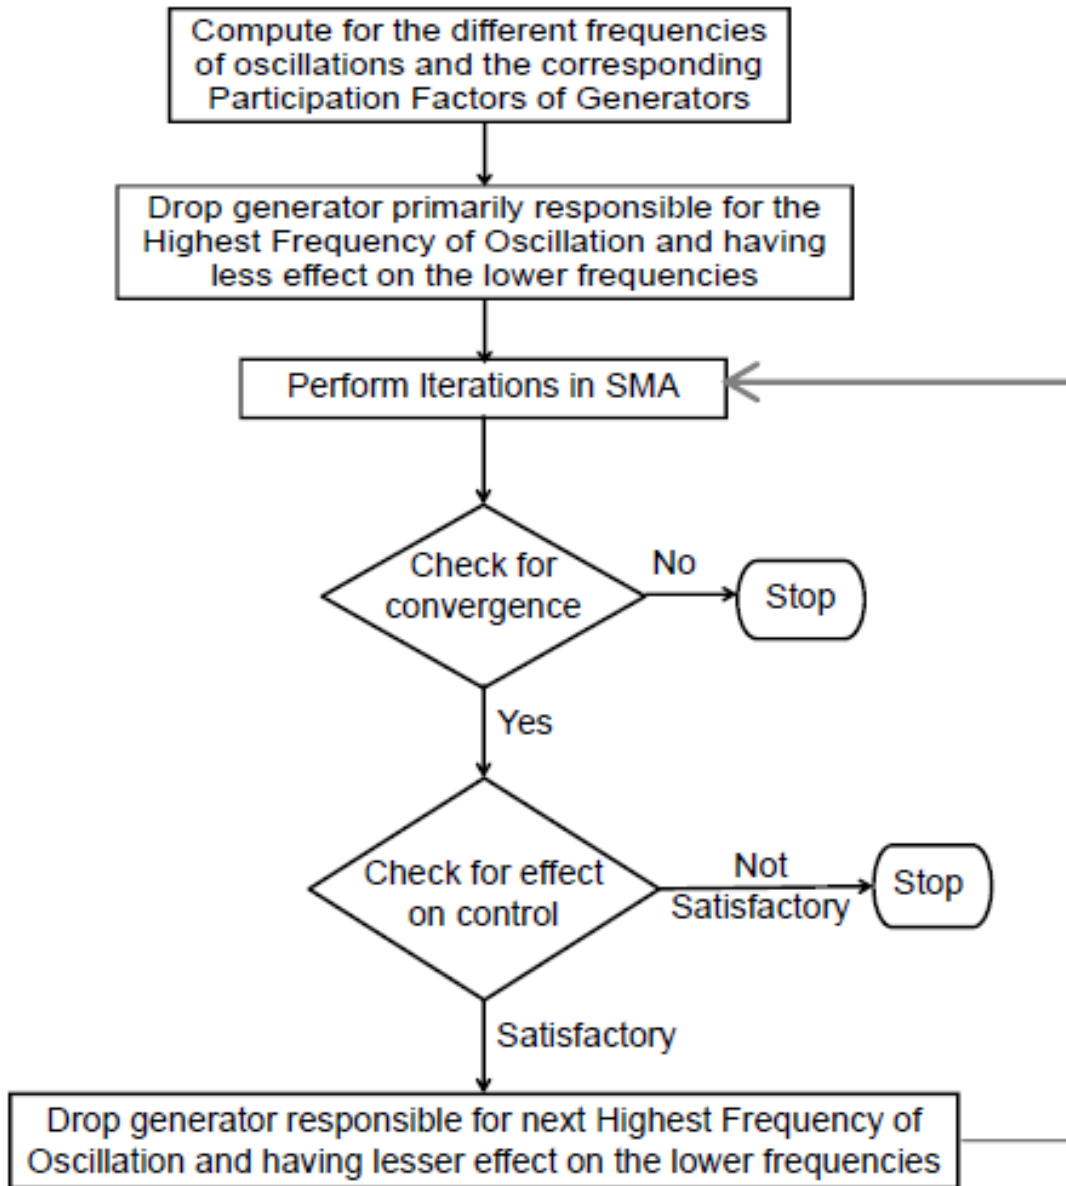 Compute for the different frequencies
of oscillations and the corresponding
Participation Factors of Generators
Drop generator primarily responsible for the
Highest Frequency of Oscillation and having
less effect on the lower frequencies
Perform Iterations in SMA
Check for
convergence
No
Stop
Yes
Check for effect
on control
Not
Satisfactory
Stop
Satisfactory
Drop generator responsible for next Highest Frequency of
Oscillation and having lesser effect on the lower frequencies